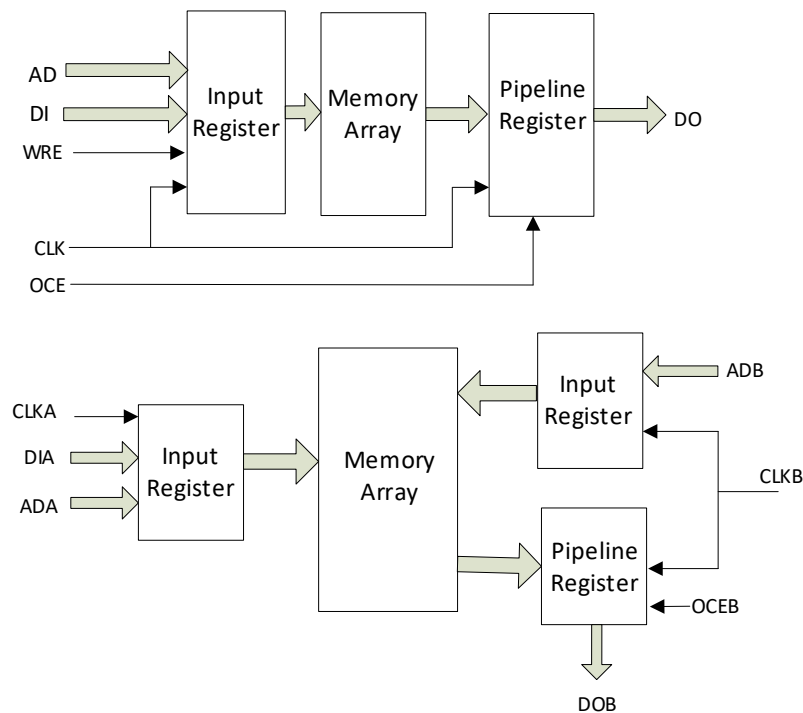 AD
DI
WRE
CLK
OCE
Input
Register
Memory
Array
Pipeline
Register
DO
CLKA
DIA
ADA
Input
Register
Memory
Array
Input
Register
ADB
CLKB
Pipeline
Register
OCEB
DOB